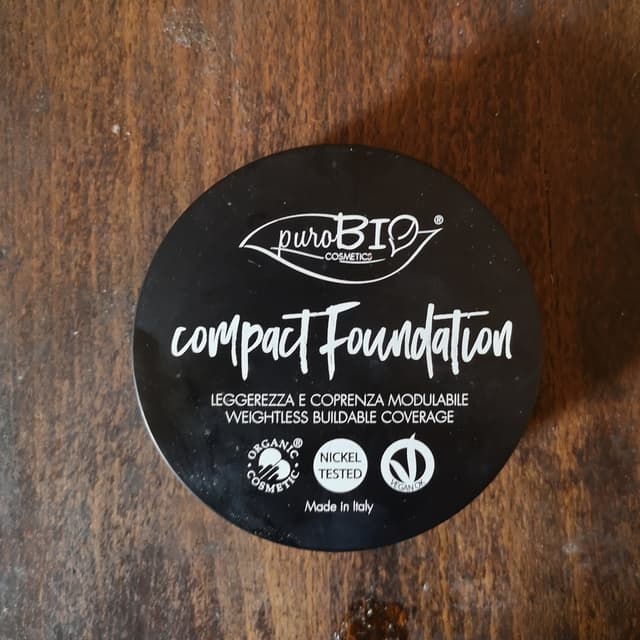 puroBIO®
COSMETICS
compact Foundation
LEGGEREZZA E COPRENZA MODULABILE
WEIGHTLESS BUILDABLE COVERAGE
ORGANIC®
COSMETIC
NICKEL
TESTED
VEGAN OK
Made in Italy